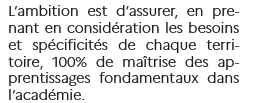 L'ambition est d'assurer, en pre-
nant en considération les besoins
et spécificités de chaque terri-
toire, 100% de maîtrise des ap-
prentissages fondamentaux dans
l'académie.